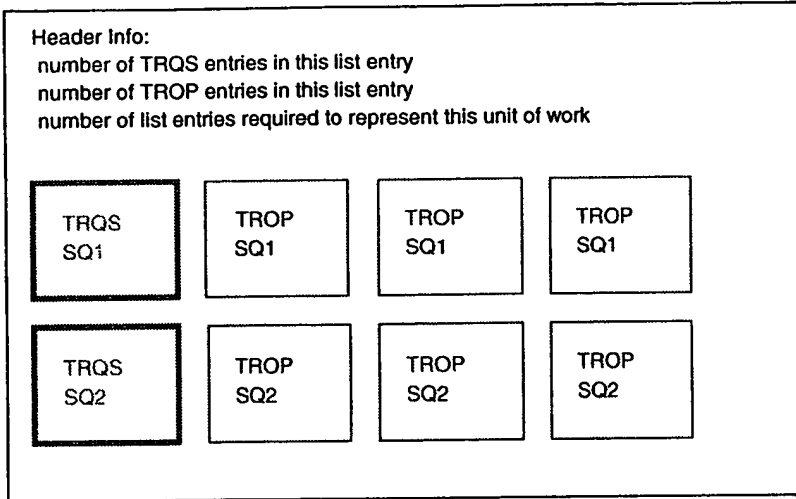 Header Info:
number of TRQS entries in this list entry
number of TROP entries in this list entry
number of list entries required to represent this unit of work
TRQS
SQ1
TROP
SQ1
TROP
SQ1
TROP
SQ1
TRQS
SQ2
TROP
SQ2
TROP
SQ2
TROP
SQ2